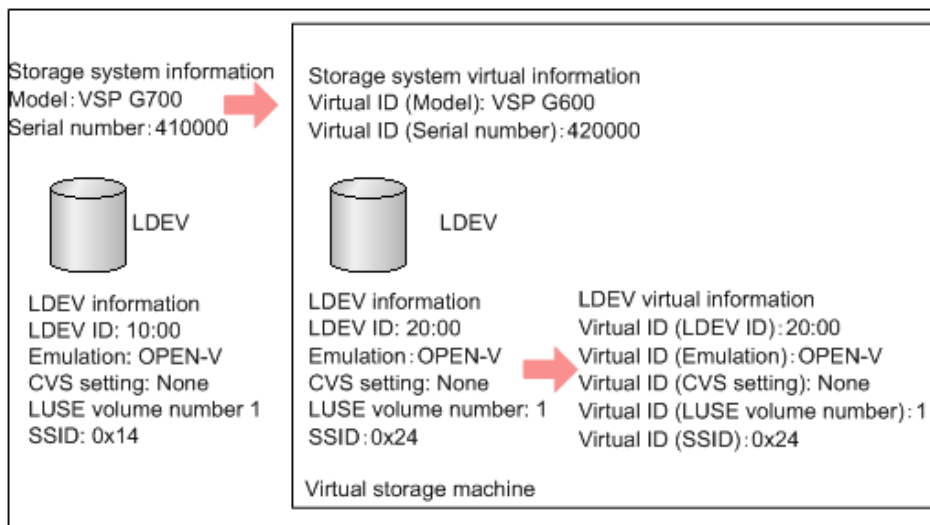 Storage system information
Model:VSP G700
Serial number:410000
LDEV
LDEV information
LDEV ID: 10:00
Emulation: OPEN-V
CVS setting: None
LUSE volume number 1
SSID: 0x14
Storage system virtual information
Virtual ID (Model): VSP G600
Virtual ID (Serial number):420000
LDEV
LDEV information
LDEV ID: 20:00
Emulation:OPEN-V
CVS setting: None
LUSE volume number: 1
SSID:0x24
LDEV virtual information
Virtual ID (LDEV ID):20:00
Virtual ID (Emulation):OPEN-V
Virtual ID (CVS setting): None
Virtual ID (LUSE volume number):1
Virtual ID (SSID):0x24
Virtual storage machine